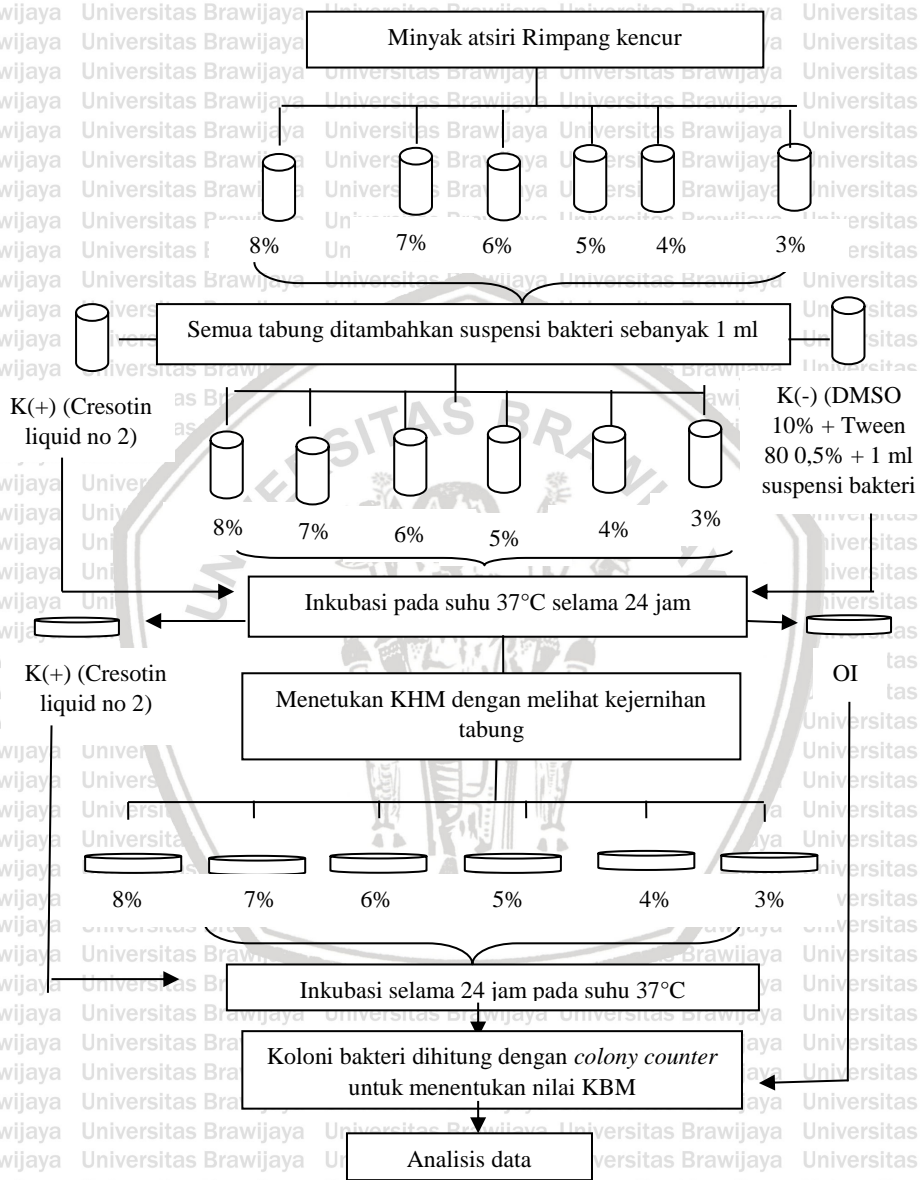 Minyak atsiri Rimpang kencur
8%
7%
6%
5%
4%
3%
Semua tabung ditambahkan suspensi bakteri sebanyak 1 ml
K(+) (Cresotin
liquid no 2)
K(-) (DMSO
10% + Tween
80 0,5% + 1 ml
suspensi bakteri
8%
7%
6%
5%
4%
3%
Inkubasi pada suhu 37°C selama 24 jam
K(+) (Cresotin
liquid no 2)
OI
Menetukan KHM dengan melihat kejernihan
tabung
8%
7%
6%
5%
4%
3%
Inkubasi selama 24 jam pada suhu 37°C
Koloni bakteri dihitung dengan colony counter
untuk menentukan nilai KBM
Analisis data
UNIVERSITAS BRAWIJAYA
Universitas Brawijaya